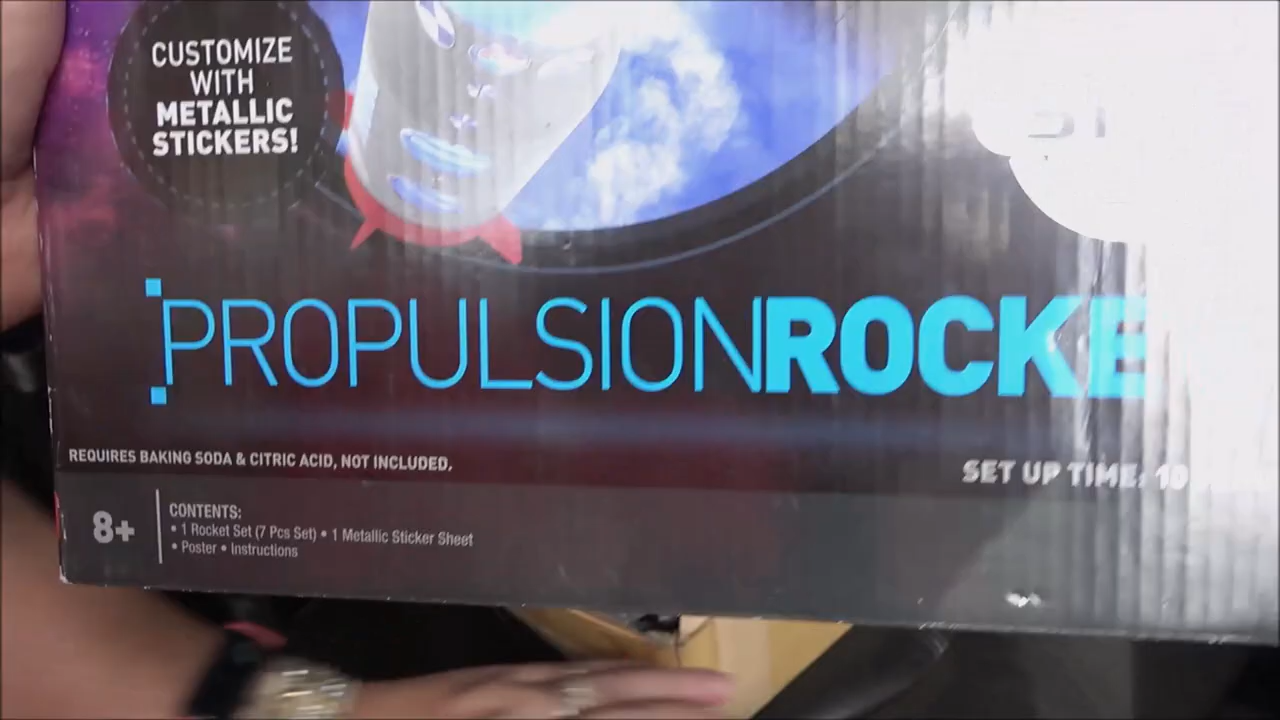 CUSTOMIZE
WITH
METALLIC
STICKERS!
PROPULSIONROCKE
REQUIRES BAKING SODA & CITRIC ACID, NOT INCLUDED.
SET UP TIME: 10
8+
CONTENTS:
• 1 Rocket Set (7 Pcs Set) • 1 Metallic Sticker Sheet
• Poster • Instructions